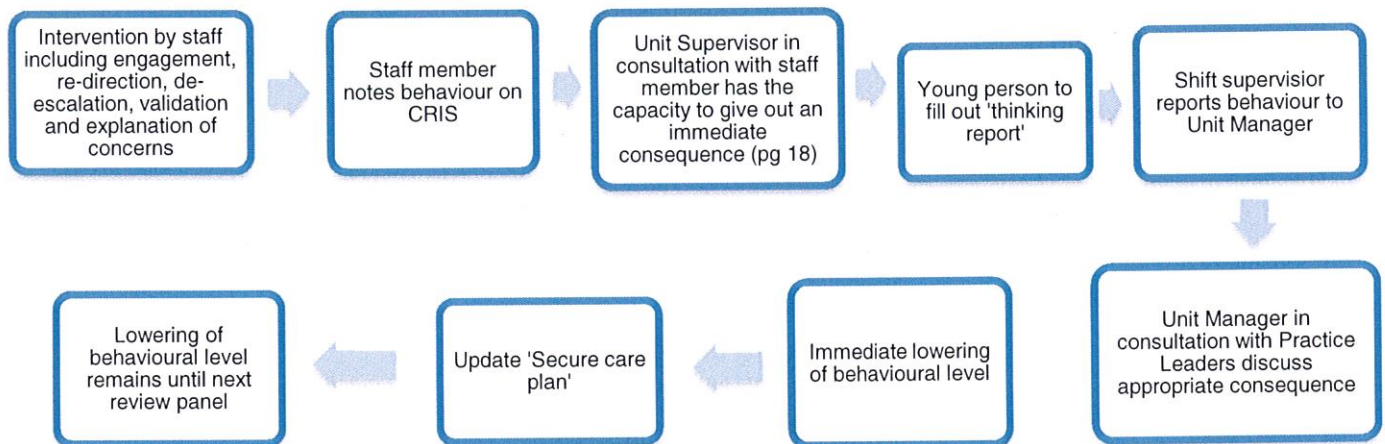 Intervention by staff
including engagement,
re-direction, de-
escalation, validation
and explanation of
concerns
Staff member
notes behaviour on
CRIS
Unit Supervisor in
consultation with staff
member has the
capacity to give out an
immediate
consequence (pg 18)
Young person to
fill out 'thinking
report'
Shift supervisior
reports behaviour to
Unit Manager
Unit Manager in
consultation with Practice
Leaders discuss
appropriate consequence
Immediate lowering
of behavioural level
Update 'Secure care
plan'
Lowering of
behavioural level
remains until next
review panel